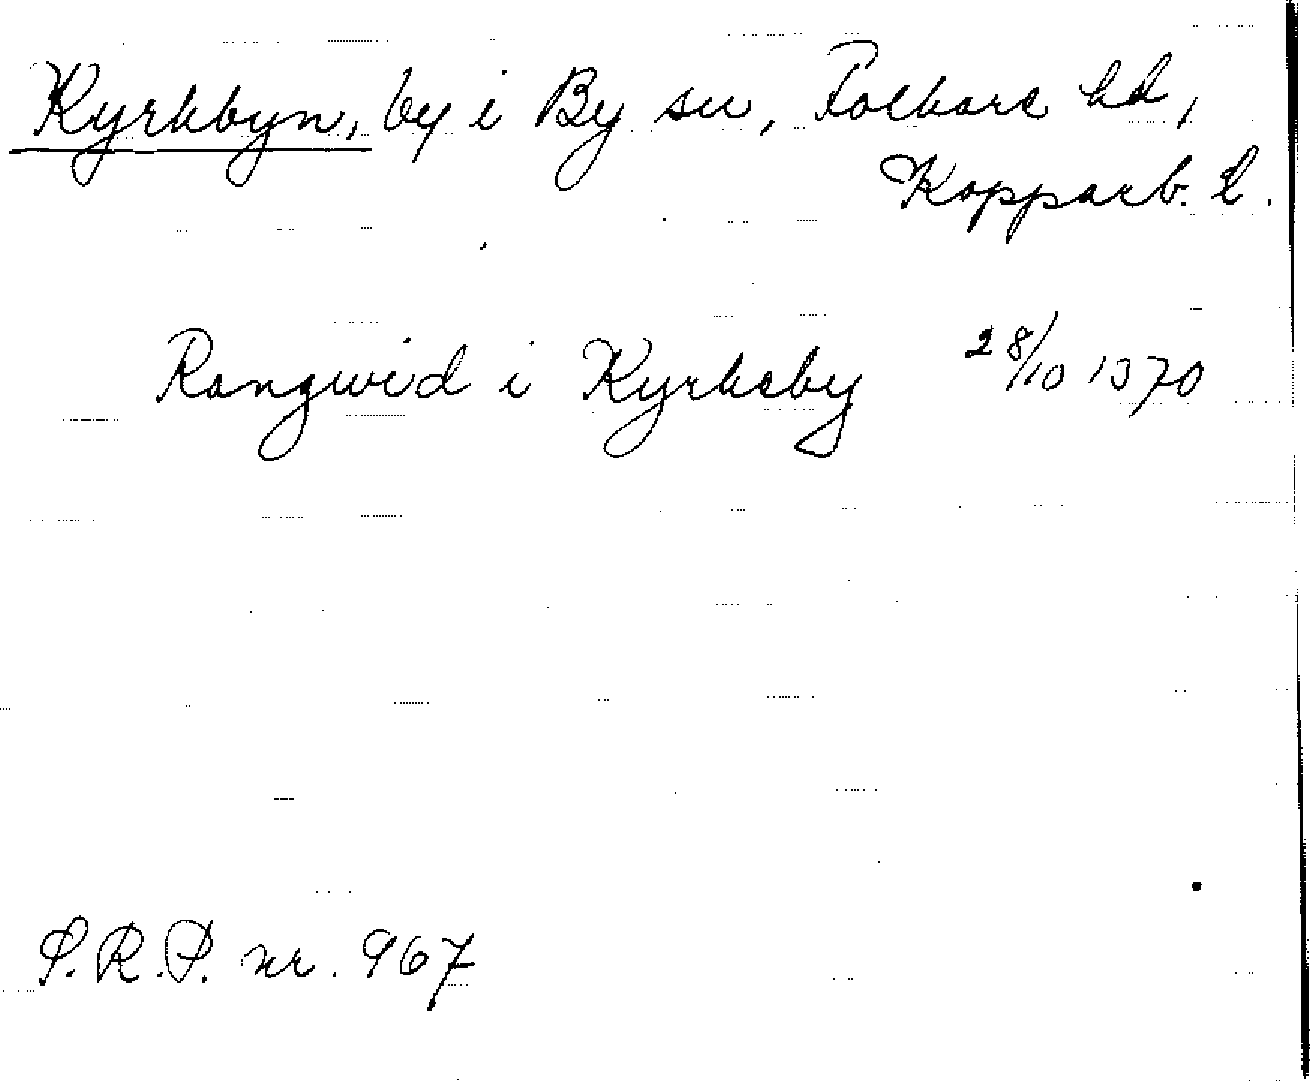 Kyrkbyn, by i By sn, Folkare hd,
Kopparb. l.
Rangwid i Kyrkeby 28/10 1370
S.R.P. nr. 967